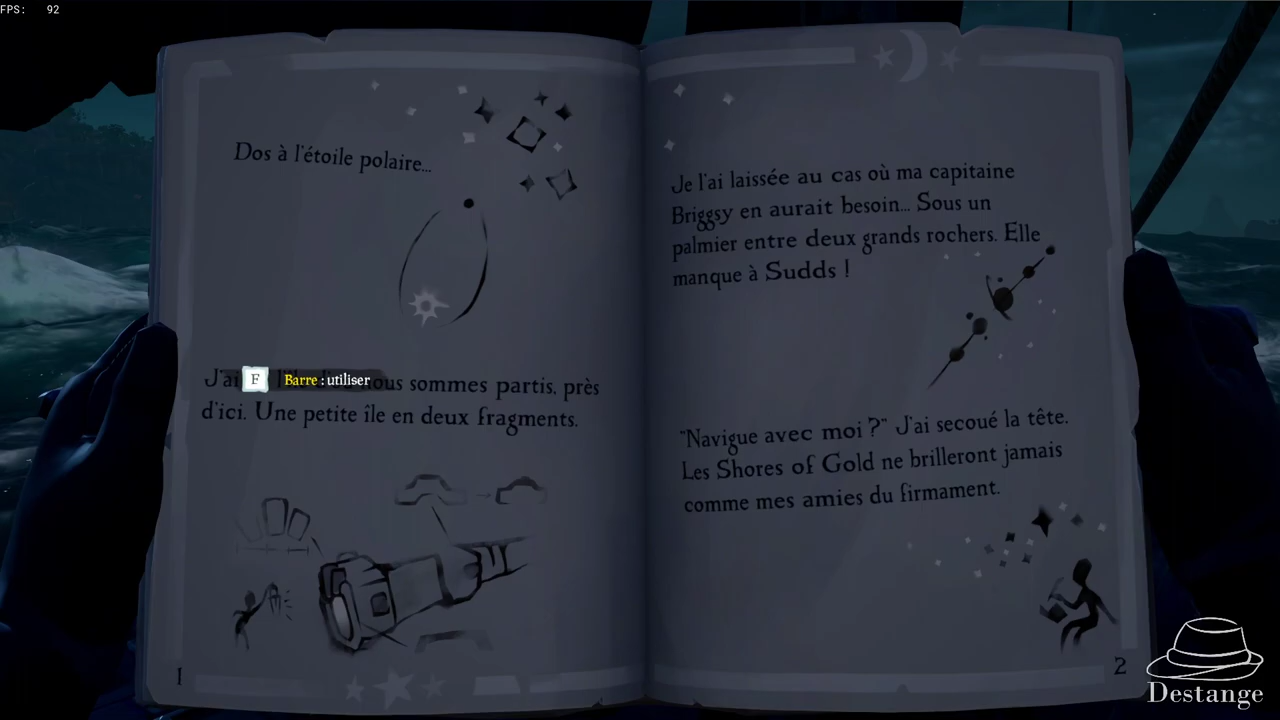 FPS: 92
Dos à l'étoile polaire...
J'ai
F Barre : utiliser
nous sommes partis, près
d'ici. Une petite île en deux fragments.
1
Je l'ai laissée au cas où ma capitaine
Briggsy en aurait besoin... Sous un
palmier entre deux grands rochers. Elle
manque à Sudds !
"Navigue avec moi ?" J'ai secoué la tête.
Les Shores of Gold ne brilleront jamais
comme mes amies du firmament.
2
Destange